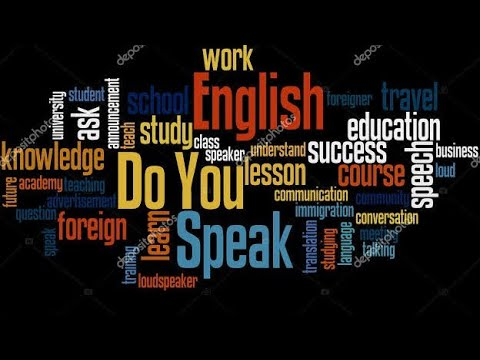 work
English
school
foreigner
travel
student
university
announcement
ask
teach
study
class
speaker
understand
success
education
business
knowledge
Do You
lesson
course
speech
loud
future
academy
teaching
advertisement
communication
community
immigration
conversation
question
foreign
learn
Speak
speak
translation
studying
language
meeting
talking
training
loudspeaker
depositphotos
depositphotos
depositphotos